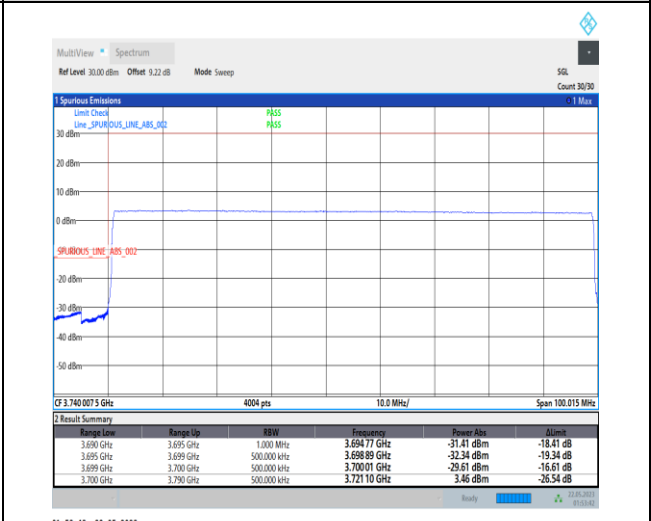 MultiView Spectrum
Ref Level 30.00 dBm Offset 9.22 dB Mode Sweep SGL
Count 30/30
1 Spurious Emissions 1 Max
Limit Check PASS
Line _SPURIOUS_LINE_ABS_002 PASS
30 dBm
20 dBm
10 dBm
0 dBm
_SPURIOUS_LINE_ABS_002
-20 dBm
-30 dBm
-40 dBm
-50 dBm
CF 3.740 007 5 GHz 4004 pts 10.0 MHz/ Span 100.015 MHz
2 Result Summary
Range Low Range Up RBW Frequency Power Abs ΔLimit
3.690 GHz 3.695 GHz 1.000 MHz 3.694 77 GHz -31.41 dBm -18.41 dB
3.695 GHz 3.699 GHz 500.000 kHz 3.698 89 GHz -32.34 dBm -19.34 dB
3.699 GHz 3.700 GHz 500.000 kHz 3.700 01 GHz -29.61 dBm -16.61 dB
3.700 GHz 3.790 GHz 500.000 kHz 3.721 10 GHz 3.46 dBm -26.54 dB
Ready 22.05.2023
01:53:42